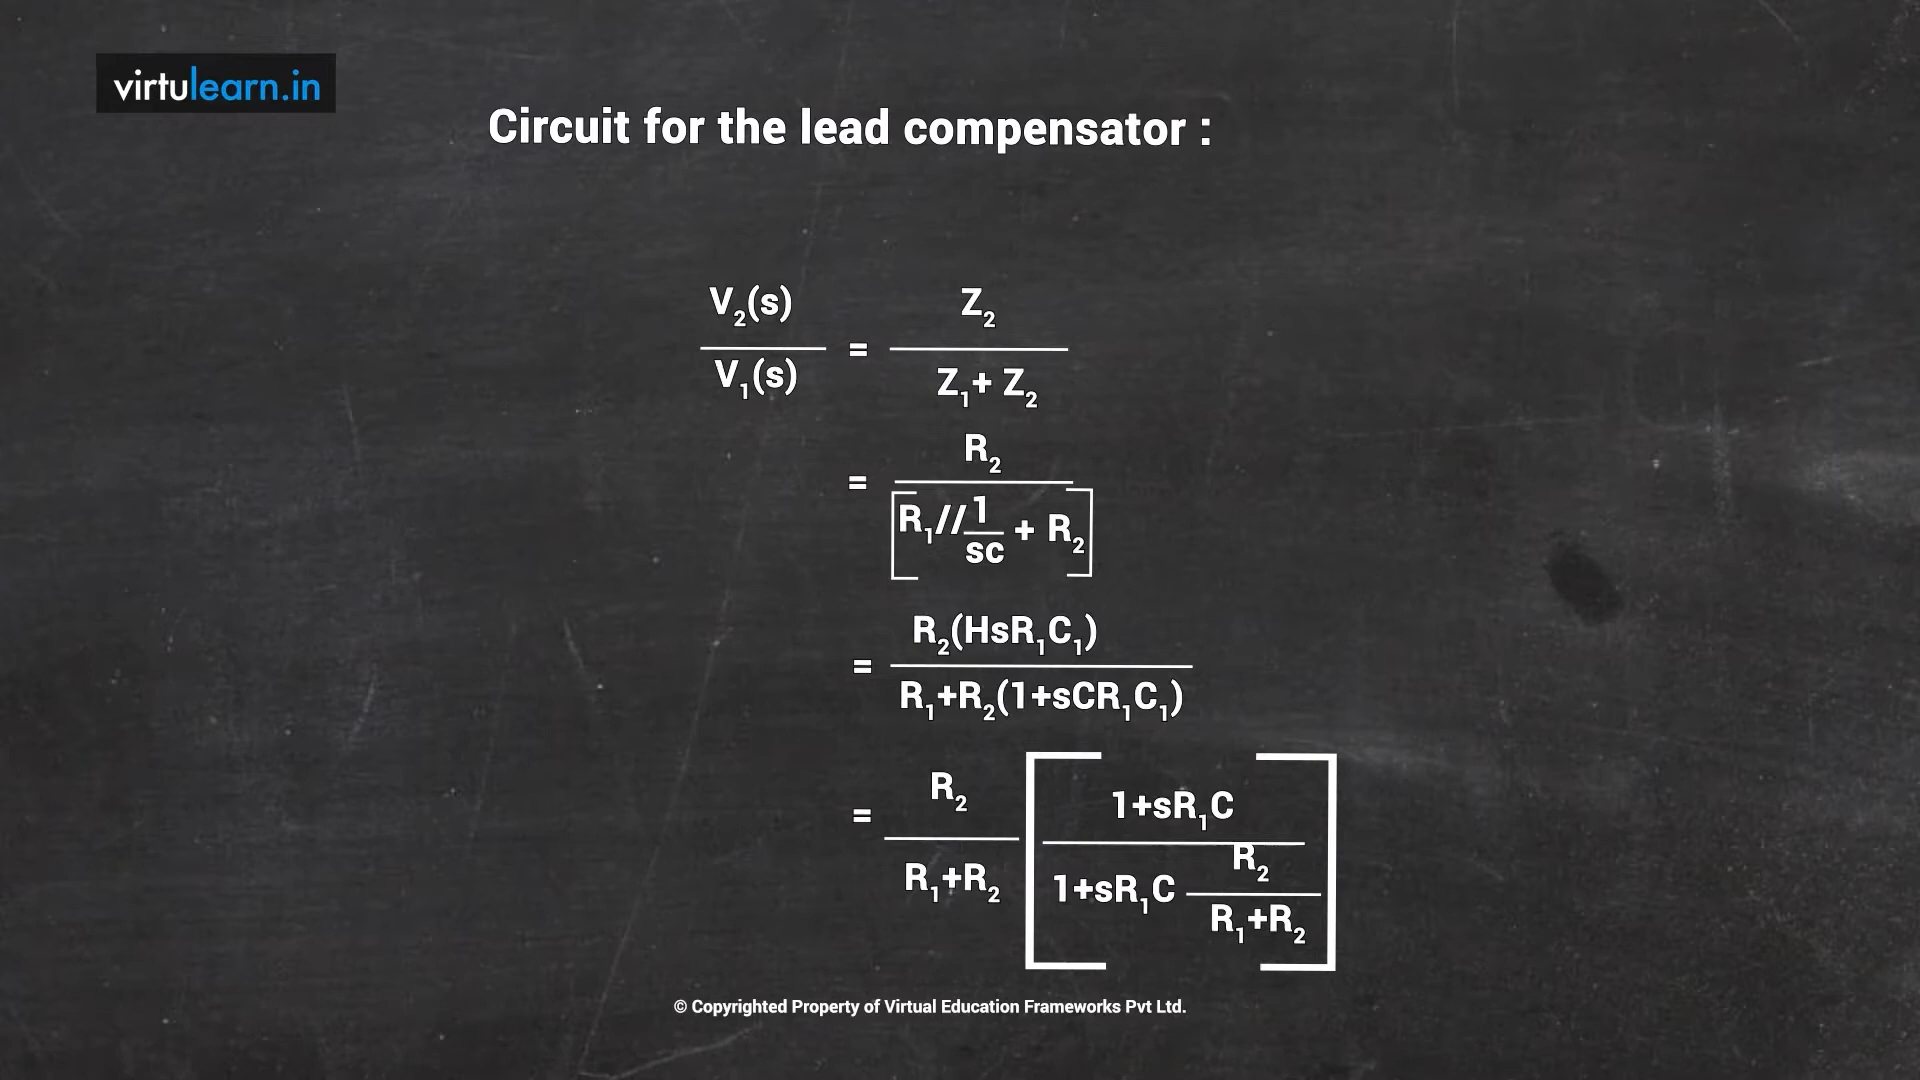 virtulearn.in
Circuit for the lead compensator :
V₂(s) / V₁(s) = Z₂ / Z₁+ Z₂
= R₂ / [R₁//1/sc + R₂]
= R₂(HsR₁C₁) / R₁+R₂(1+sCR₁C₁)
= R₂ / R₁+R₂ [1+sR₁C / 1+sR₁C R₂ / R₁+R₂]
© Copyrighted Property of Virtual Education Frameworks Pvt Ltd.